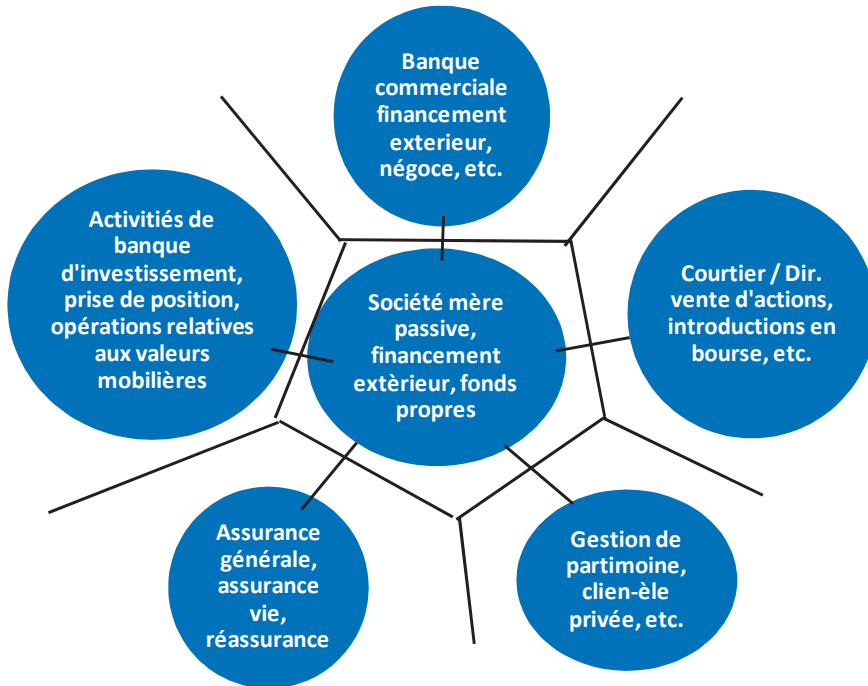 Banque
commerciale
financement
exterieur,
négoce, etc.
Activitiés de
banque
d'investissement,
prise de position,
opérations relatives
aux valeurs
mobilières
Société mère
passive,
financement
extèrieur, fonds
propres
Courtier / Dir.
vente d'actions,
introductions en
bourse, etc.
Assurance
générale,
assurance
vie,
réassurance
Gestion de
partimoine,
clien-èle
privée, etc.